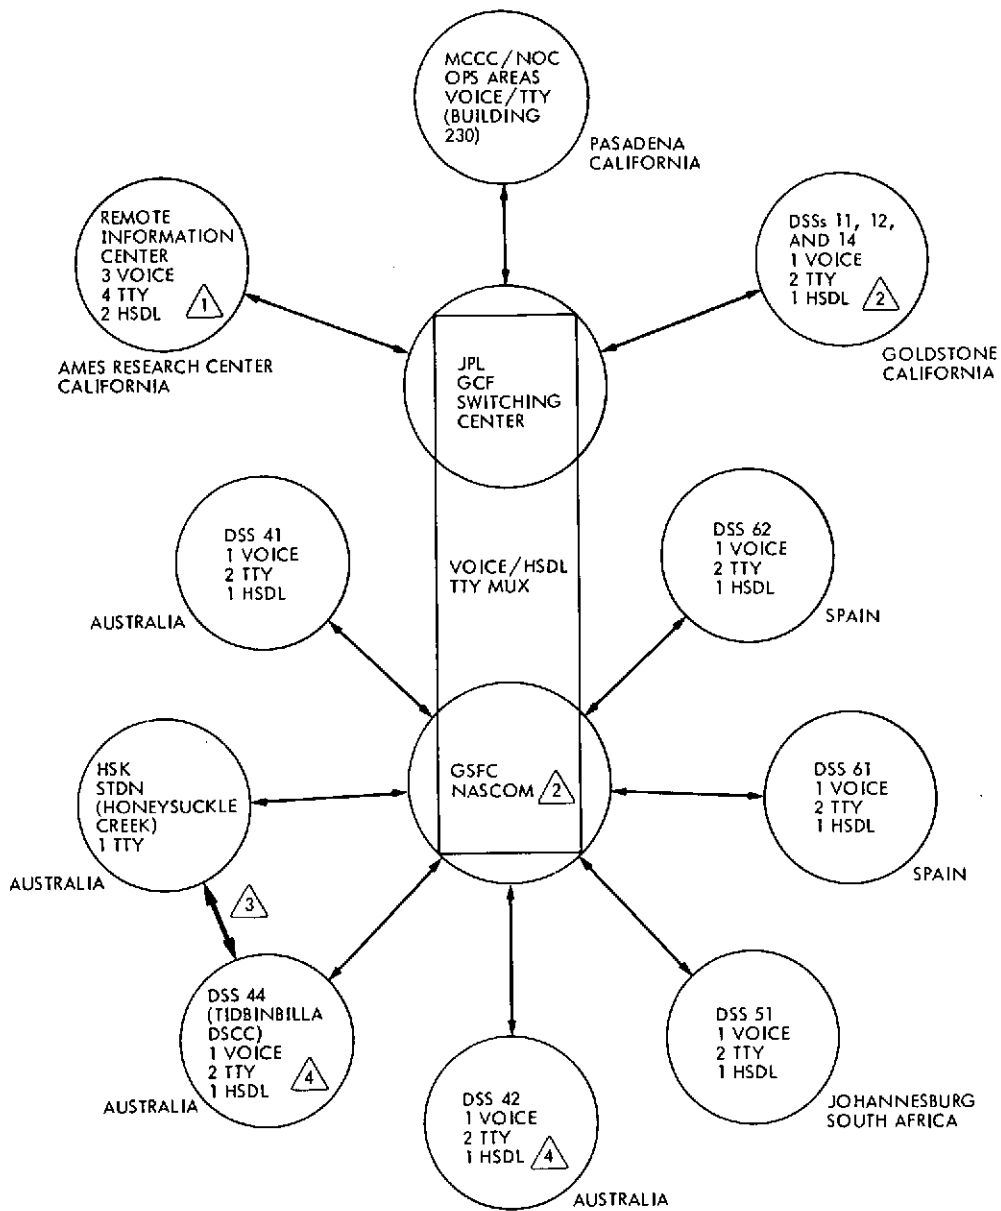 MCCC/NOC
OPS AREAS
VOICE/TTY
(BUILDING
230)
PASADENA
CALIFORNIA
REMOTE
INFORMATION
CENTER
3 VOICE
4 TTY
2 HSDL
1
AMES RESEARCH CENTER
CALIFORNIA
DSSs 11, 12,
AND 14
1 VOICE
2 TTY
1 HSDL
2
GOLDSTONE
CALIFORNIA
JPL
GCF
SWITCHING
CENTER
DSS 41
1 VOICE
2 TTY
1 HSDL
AUSTRALIA
VOICE/HSDL
TTY MUX
DSS 62
1 VOICE
2 TTY
1 HSDL
SPAIN
HSK
STDN
(HONEYSUCKLE
CREEK)
1 TTY
AUSTRALIA
GSFC
NASCOM
2
DSS 61
1 VOICE
2 TTY
1 HSDL
SPAIN
3
DSS 44
(TIDBINBILLA
DSCC)
1 VOICE
2 TTY
1 HSDL
4
AUSTRALIA
DSS 42
1 VOICE
2 TTY
1 HSDL
4
AUSTRALIA
DSS 51
1 VOICE
2 TTY
1 HSDL
JOHANNESBURG
SOUTH AFRICA